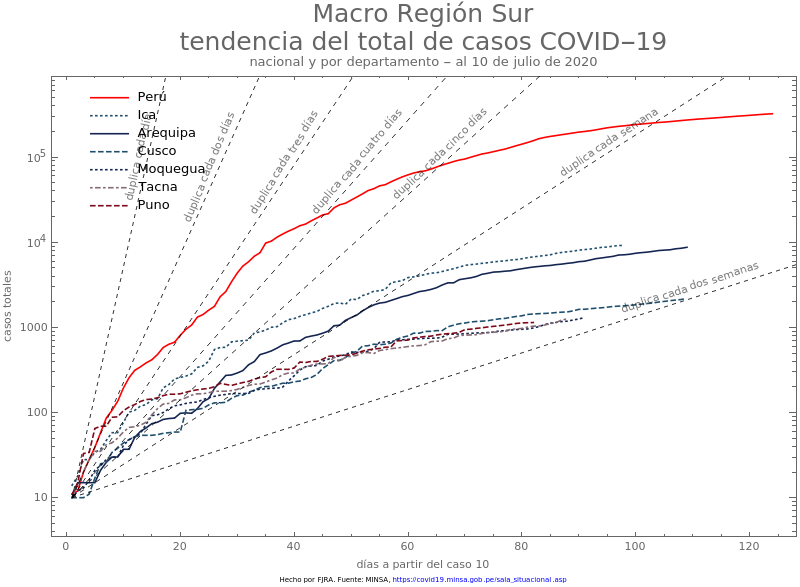 Macro Región Sur
tendencia del total de casos COVID−19
nacional y por departamento − al 10 de julio de 2020
Perú
Ica
Arequipa
Cusco
Moquegua
Tacna
Puno
duplica cada día
duplica cada dos días
duplica cada tres días
duplica cada cuatro días
duplica cada cinco días
duplica cada semana
duplica cada dos semanas
casos totales
10^5
10^4
1000
100
10
0 20 40 60 80 100 120
días a partir del caso 10
Hecho por FJRA. Fuente: MINSA, https://covid19.minsa.gob.pe/sala_situacional.asp